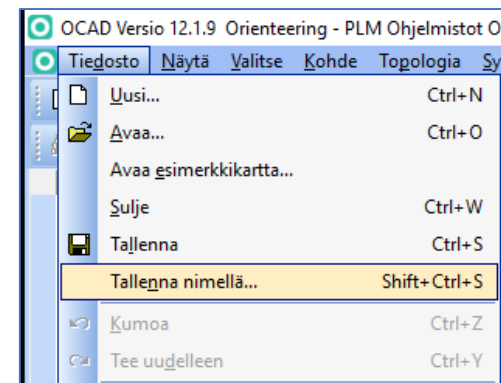 OCAD Versio 12.1.9 Orienteering - PLM Ohjelmistot O
Tiedosto Näytä Valitse Kohde Topologia Sy
Uusi... Ctrl+N
Avaa... Ctrl+O
Avaa esimerkkikartta...
Sulje Ctrl+W
Tallenna Ctrl+S
Tallenna nimellä... Shift+Ctrl+S
Kumoa Ctrl+Z
Tee uudelleen Ctrl+Y